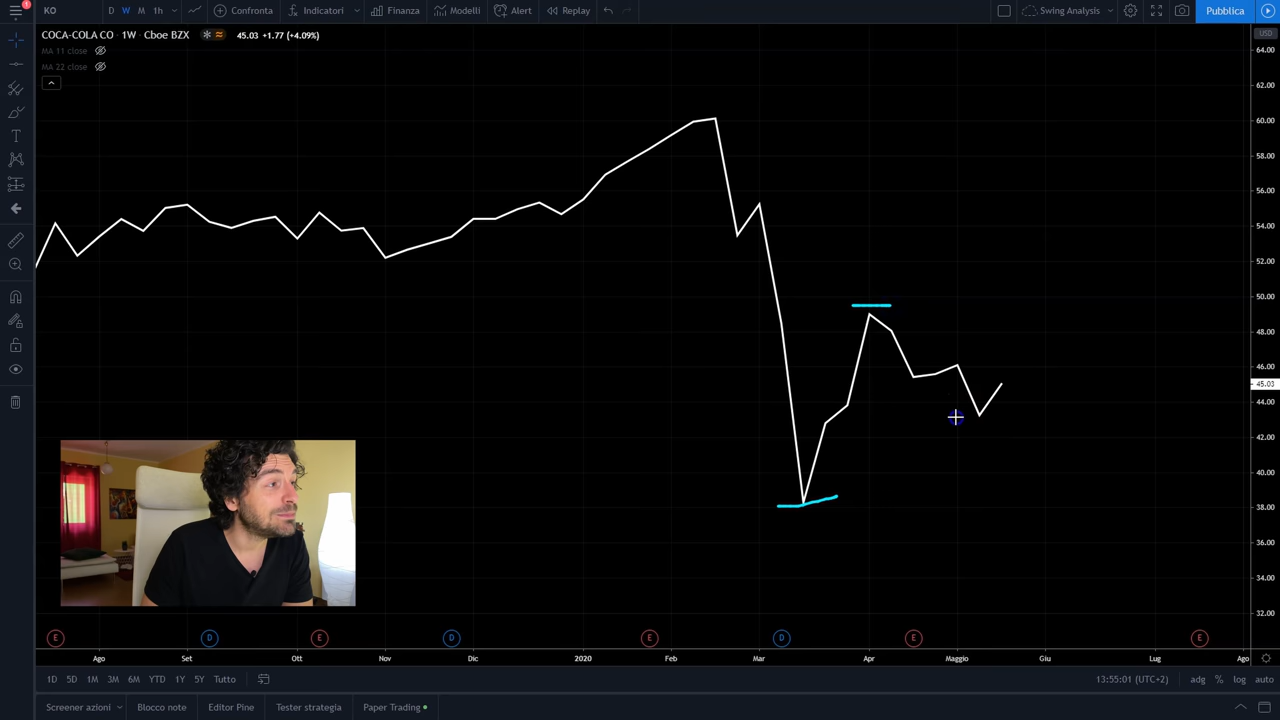 1
KO
D W M 1h
Confronta
Indicatori
Finanza
Modelli
Alert
Replay
Swing Analysis
Pubblica
COCA-COLA CO · 1W · Cboe BZX
45.03 +1.77 (+4.09%)
MA 11 close
MA 22 close
USD
64.00
62.00
60.00
58.00
56.00
54.00
52.00
50.00
48.00
46.00
45.03
44.00
42.00
40.00
38.00
36.00
34.00
32.00
E D E D E D E E
Ago Set Ott Nov Dic 2020 Feb Mar Apr Maggio Giu Lug Ago
1D 5D 1M 3M 6M YTD 1Y 5Y Tutto
13:55:01 (UTC+2)
adg % log auto
Screener azioni
Blocco note
Editor Pine
Tester strategia
Paper Trading